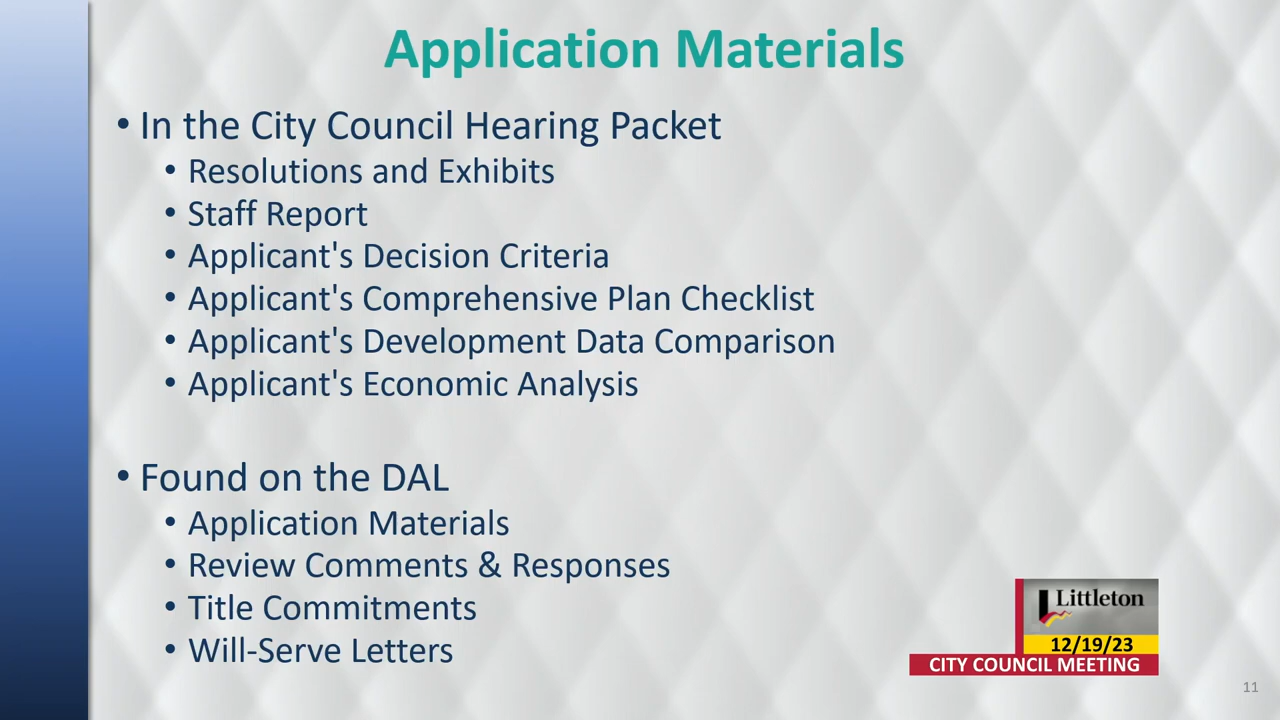 Application Materials
• In the City Council Hearing Packet
• Resolutions and Exhibits
• Staff Report
• Applicant's Decision Criteria
• Applicant's Comprehensive Plan Checklist
• Applicant's Development Data Comparison
• Applicant's Economic Analysis
• Found on the DAL
• Application Materials
• Review Comments & Responses
• Title Commitments
• Will-Serve Letters
Littleton
12/19/23
CITY COUNCIL MEETING
11